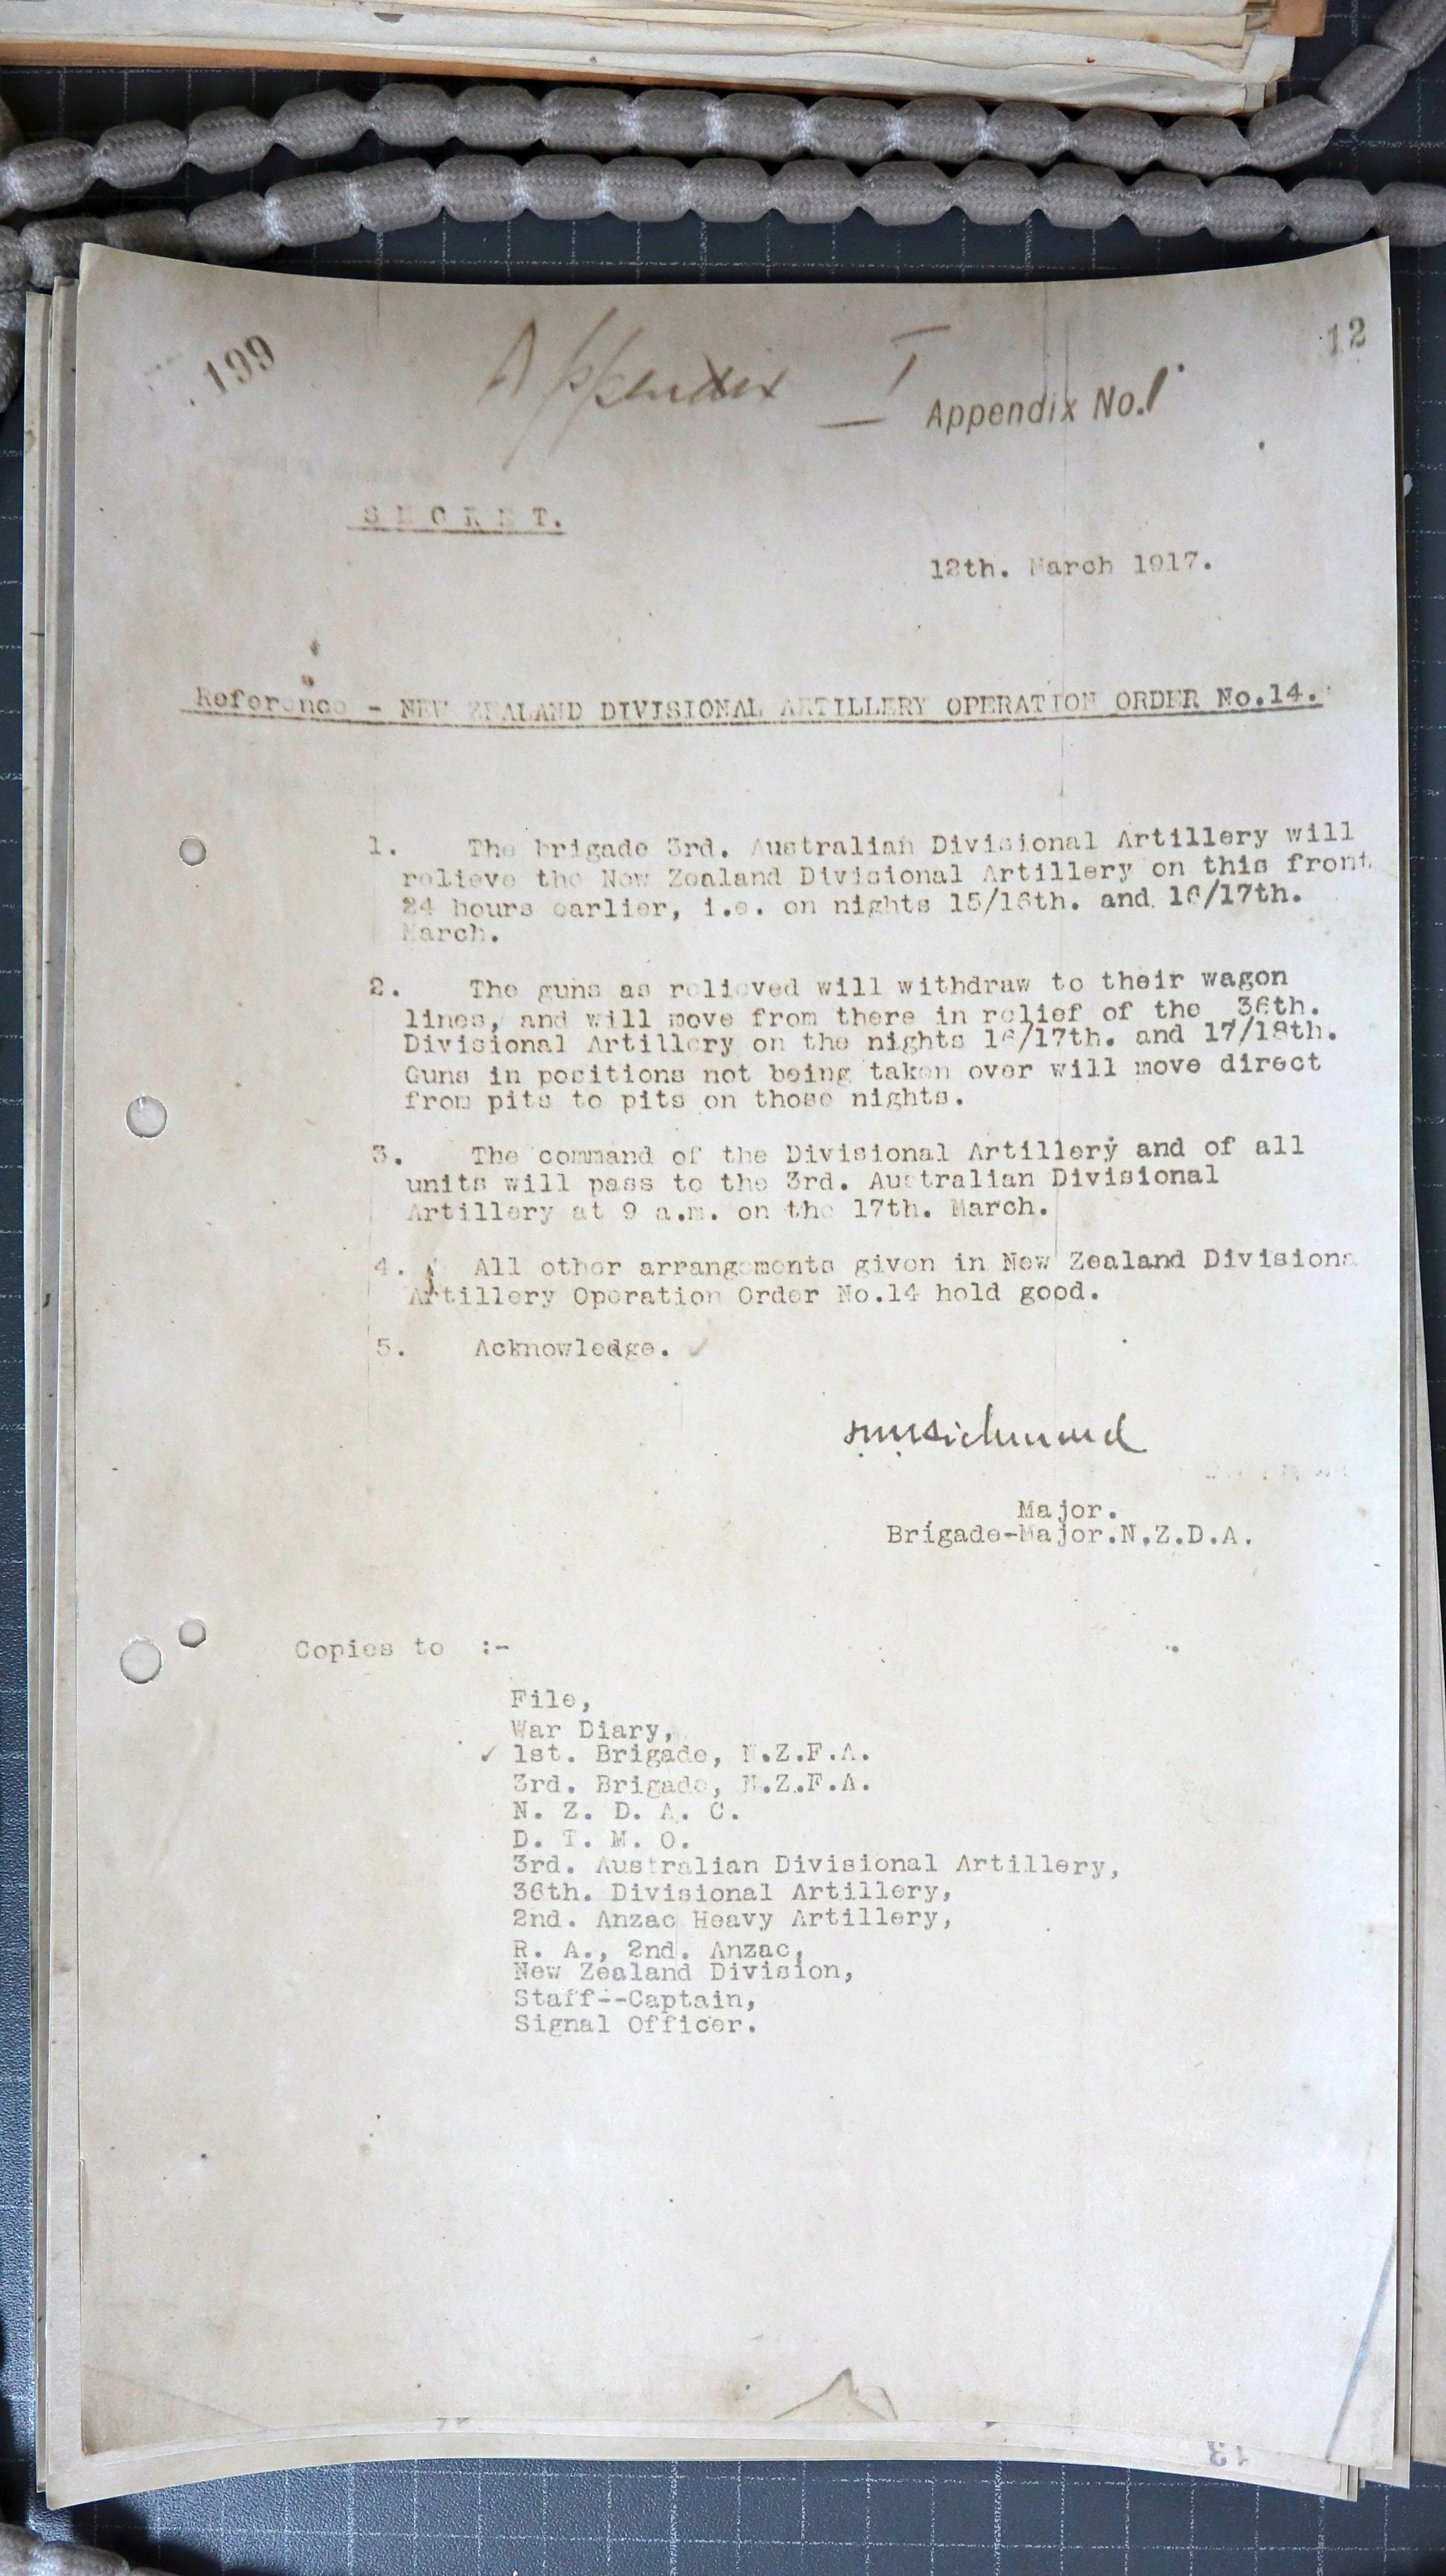 199
12
Appendix I
Appendix No. 1
S E C R E T.
12th. March 1917.
Reference - NEW ZEALAND DIVISIONAL ARTILLERY OPERATION ORDER No.14.
1. The brigade 3rd. Australian Divisional Artillery will
relieve the New Zealand Divisional Artillery on this front
24 hours earlier, i.e. on nights 15/16th. and 16/17th.
March.
2. The guns as relieved will withdraw to their wagon
lines, and will move from there in relief of the 36th.
Divisional Artillery on the nights 16/17th. and 17/18th.
Guns in positions not being taken over will move direct
from pits to pits on those nights.
3. The command of the Divisional Artillery and of all
units will pass to the 3rd. Australian Divisional
Artillery at 9 a.m. on the 17th. March.
4. All other arrangements given in New Zealand Divisiona
Artillery Operation Order No.14 hold good.
5. Acknowledge. ✓
Major.
Brigade-Major.N.Z.D.A.
Copies to :-
File,
War Diary,
✓ 1st. Brigade, N.Z.F.A.
3rd. Brigade, N.Z.F.A.
N. Z. D. A. C.
D. T. M. O.
3rd. Australian Divisional Artillery,
36th. Divisional Artillery,
2nd. Anzac Heavy Artillery,
R. A., 2nd. Anzac,
New Zealand Division,
Staff--Captain,
Signal Officer.
13